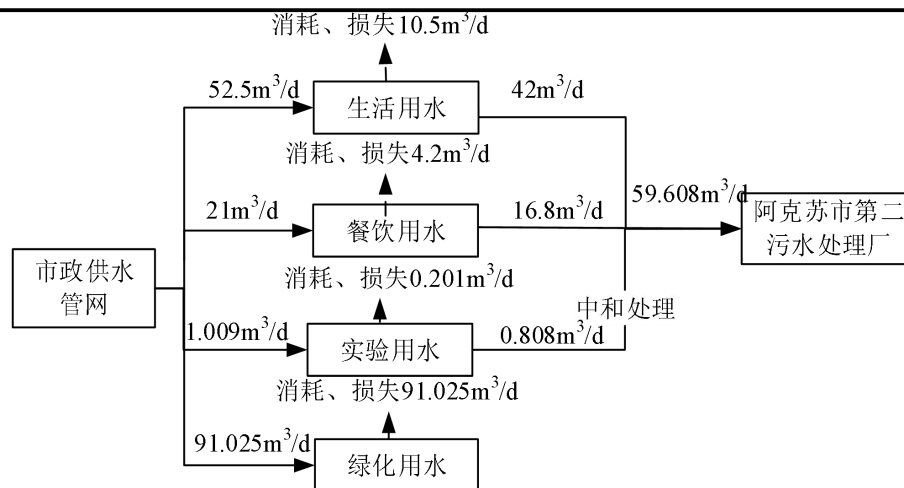 消耗、损失10.5m³/d
52.5m³/d
生活用水
42m³/d
消耗、损失4.2m³/d
21m³/d
餐饮用水
16.8m³/d
59.608m³/d
阿克苏市第二
污水处理厂
市政供水
管网
消耗、损失0.201m³/d
中和处理
1.009m³/d
实验用水
0.808m³/d
消耗、损失91.025m³/d
91.025m³/d
绿化用水